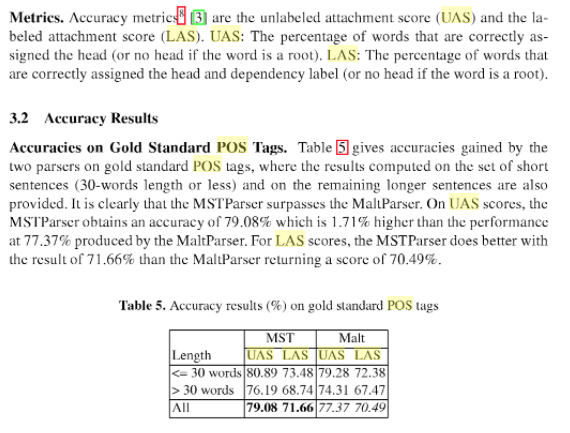 Metrics. Accuracy metrics8 [3] are the unlabeled attachment score (UAS) and the la-
beled attachment score (LAS). UAS: The percentage of words that are correctly as-
signed the head (or no head if the word is a root). LAS: The percentage of words that
are correctly assigned the head and dependency label (or no head if the word is a root).
3.2 Accuracy Results
Accuracies on Gold Standard POS Tags. Table 5 gives accuracies gained by the
two parsers on gold standard POS tags, where the results computed on the set of short
sentences (30-words length or less) and on the remaining longer sentences are also
provided. It is clearly that the MSTParser surpasses the MaltParser. On UAS scores, the
MSTParser obtains an accuracy of 79.08% which is 1.71% higher than the performance
at 77.37% produced by the MaltParser. For LAS scores, the MSTParser does better with
the result of 71.66% than the MaltParser returning a score of 70.49%.
Table 5. Accuracy results (%) on gold standard POS tags
MST Malt
Length UAS LAS UAS LAS
<= 30 words 80.89 73.48 79.28 72.38
> 30 words 76.19 68.74 74.31 67.47
All 79.08 71.66 77.37 70.49